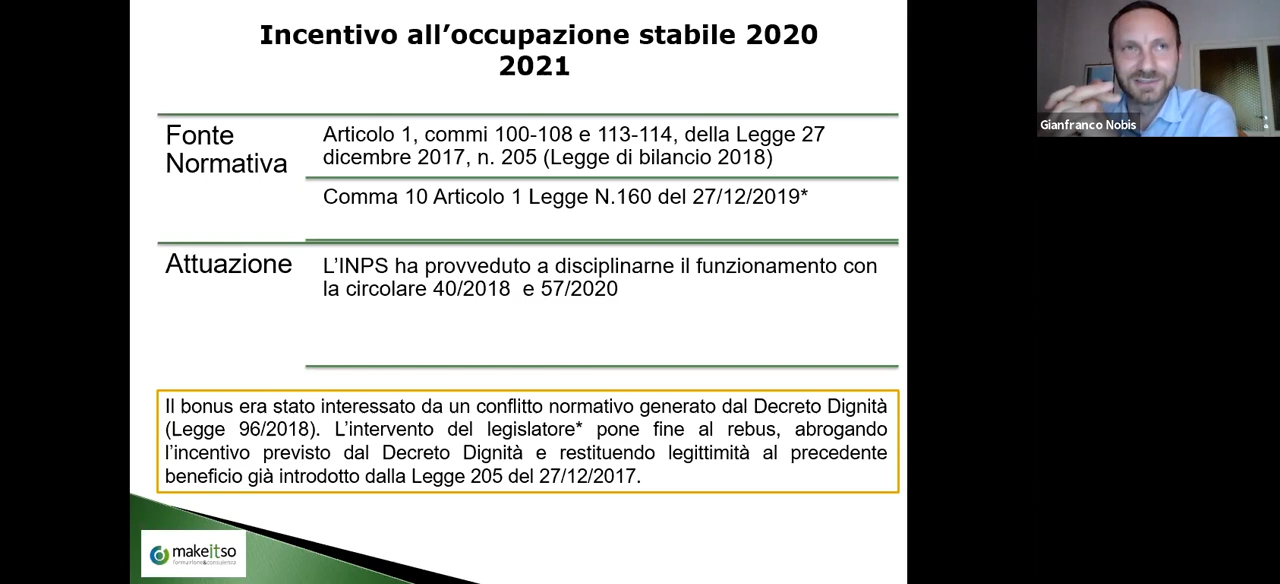 Incentivo all’occupazione stabile 2020
2021
Fonte
Normativa
Articolo 1, commi 100-108 e 113-114, della Legge 27
dicembre 2017, n. 205 (Legge di bilancio 2018)
Comma 10 Articolo 1 Legge N.160 del 27/12/2019*
Attuazione
L’INPS ha provveduto a disciplinarne il funzionamento con
la circolare 40/2018 e 57/2020
Il bonus era stato interessato da un conflitto normativo generato dal Decreto Dignità
(Legge 96/2018). L’intervento del legislatore* pone fine al rebus, abrogando
l’incentivo previsto dal Decreto Dignità e restituendo legittimità al precedente
beneficio già introdotto dalla Legge 205 del 27/12/2017.
makeitso
Gianfranco Nobis